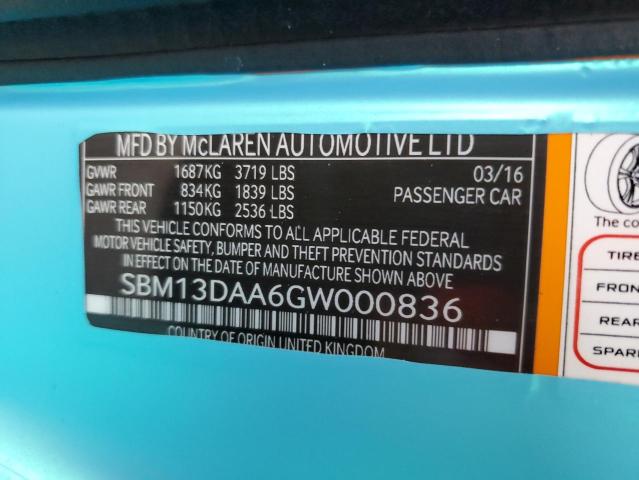 MFD BY McLAREN AUTOMOTIVE LTD
GVWR 1687KG 3719 LBS 03/16
GAWR FRONT 834KG 1839 LBS PASSENGER CAR
GAWR REAR 1150KG 2536 LBS
THIS VEHICLE CONFORMS TO ALL APPLICABLE FEDERAL
MOTOR VEHICLE SAFETY, BUMPER AND THEFT PREVENTION STANDARDS
IN EFFECT ON THE DATE OF MANUFACTURE SHOWN ABOVE
SBM13DAA6GW000836
COUNTRY OF ORIGIN UNITED KINGDOM
The co
TIRE
FRON
REAR
SPAR